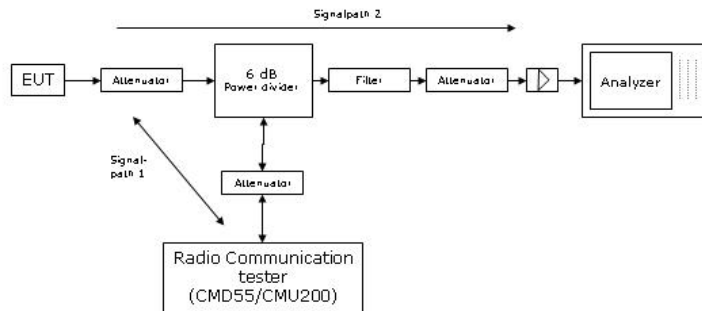 Signalpath 2
EUT
Attenuator
6 dB
Power divider
Filter
Attenuator
Analyzer
Signal-
path 1
Attenuator
Radio Communication
tester
(CMD55/CMU200)